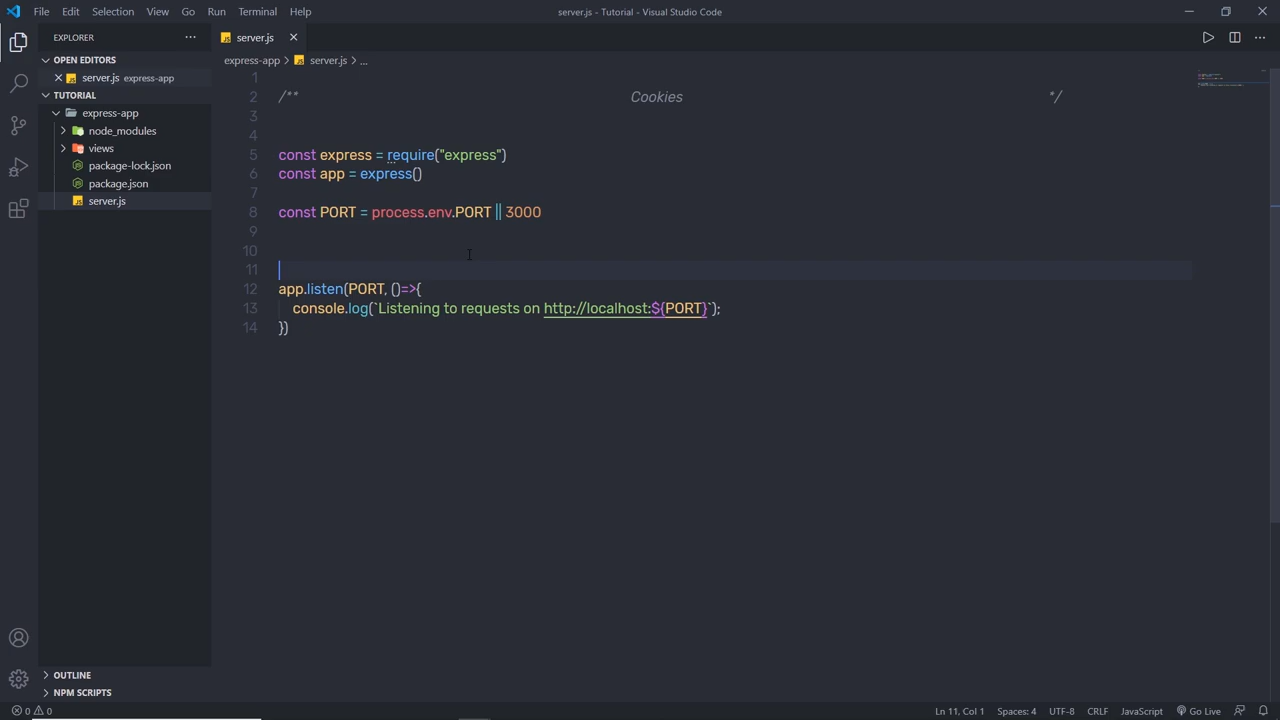 File Edit Selection View Go Run Terminal Help
server.js - Tutorial - Visual Studio Code
EXPLORER
server.js
OPEN EDITORS
server.js express-app
TUTORIAL
express-app
node_modules
views
package-lock.json
package.json
server.js
OUTLINE
NPM SCRIPTS
express-app > server.js > ...
1
2 /** Cookies */
3
4
5 const express = require("express")
6 const app = express()
7
8 const PORT = process.env.PORT || 3000
9
10
11
12 app.listen(PORT, ()=>{
13 console.log(`Listening to requests on http://localhost:${PORT}`);
14 })
0 0
Ln 11, Col 1 Spaces: 4 UTF-8 CRLF JavaScript Go Live